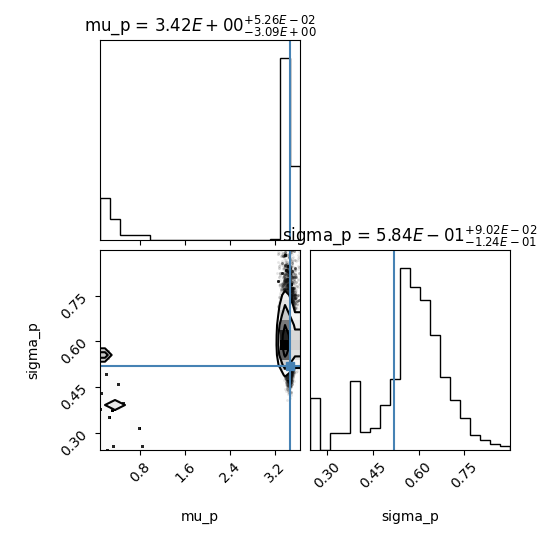 mu_p = 3.42E+00+5.26E−02 −3.09E+00
sigma_p = 5.84E−01+9.02E−02 −1.24E−01
0.75
0.60
0.45
0.30
sigma_p
0.8 1.6 2.4 3.2
0.30 0.45 0.60 0.75
mu_p
sigma_p